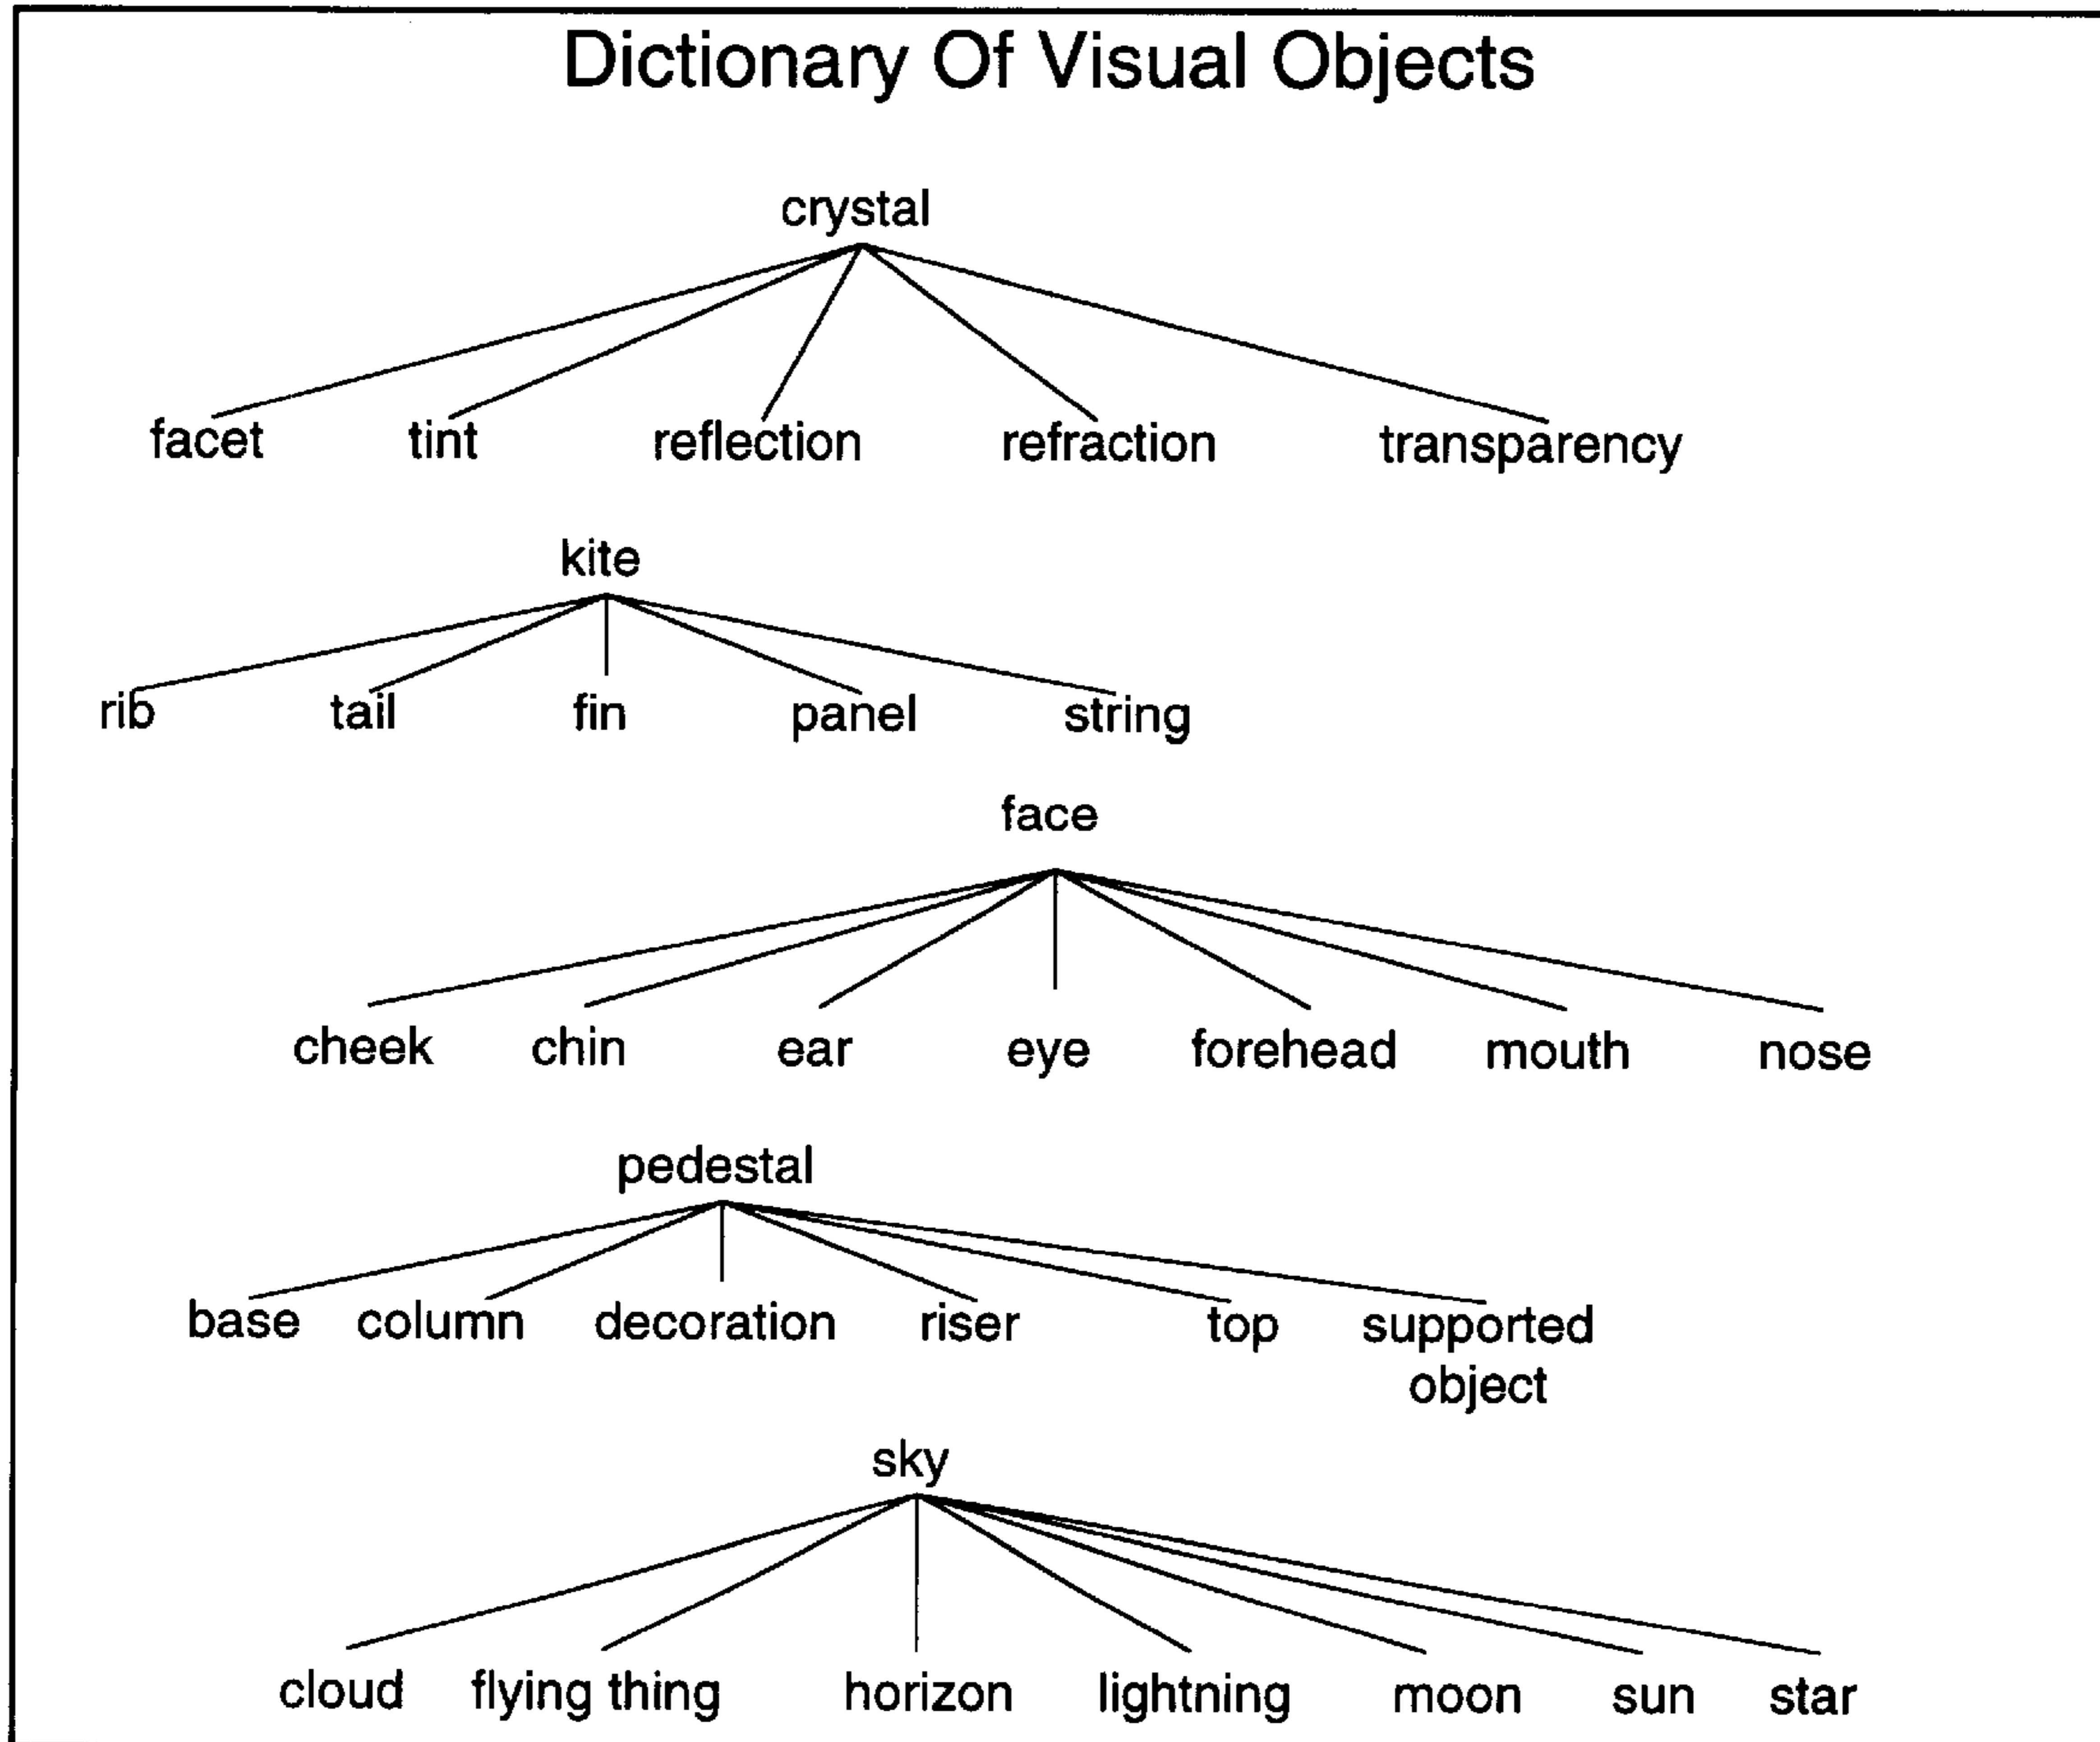 Dictionary Of Visual Objects
crystal
facet tint reflection refraction transparency
kite
rib tail fin panel string
face
cheek chin ear eye forehead mouth nose
pedestal
base column decoration riser top supported
object
sky
cloud flying thing horizon lightning moon sun star